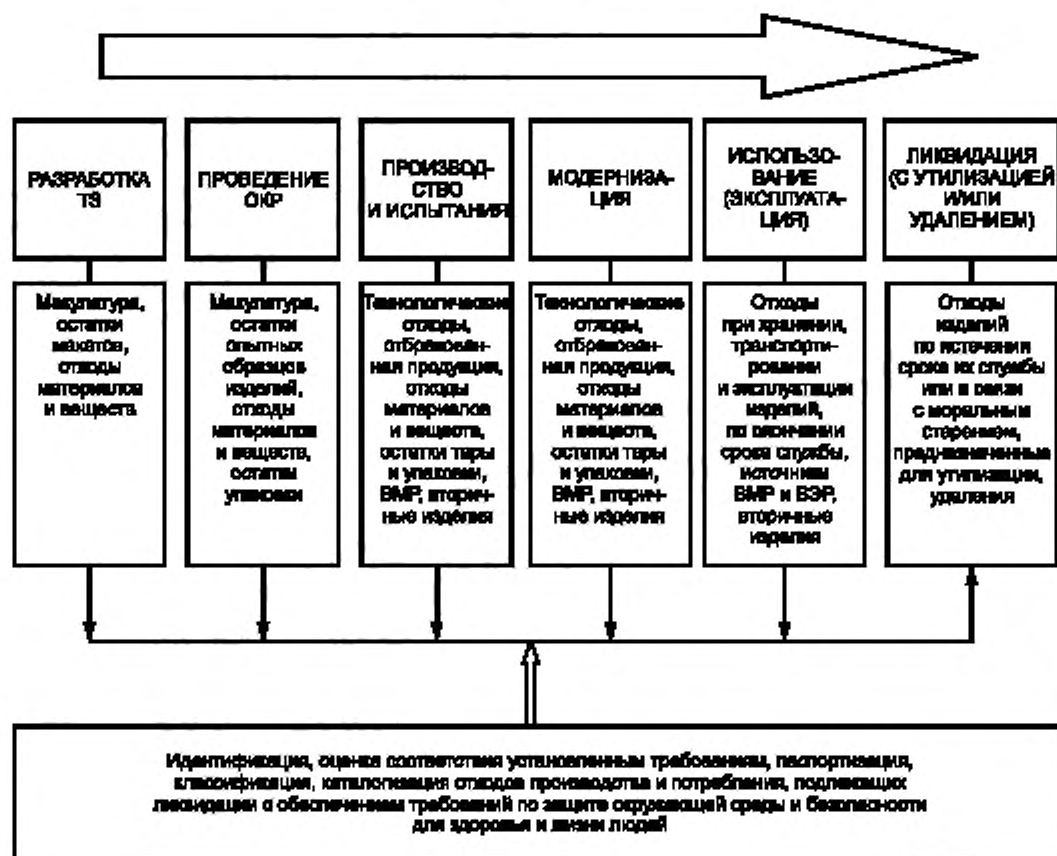 РАЗРАБОТКА
ТЗ
ПРОВЕДЕНИЕ
ОКР
ПРОИЗВОД-
СТВО
И ИСПЫТАНИЯ
МОДЕРНИЗА-
ЦИЯ
ИСПОЛЬЗО-
ВАНИЕ
(ЭКСПЛУАТА-
ЦИЯ)
ЛИКВИДАЦИЯ
(С УТИЛИЗАЦИЕЙ
И/ИЛИ
УДАЛЕНИЕМ)
Макулатура,
остатки
макетов,
отходы
материалов
и веществ
Макулатура,
остатки
опытных
образцов
изделий,
отходы
материалов
и веществ,
остатки
упаковки
Технологические
отходы,
отбракован-
ная продукция,
отходы
материалов
и веществ,
остатки тары
и упаковки,
ВМР, вторич-
ные изделия
Технологические
отходы,
отбракован-
ная продукция,
отходы
материалов
и веществ,
остатки тары
и упаковки,
ВМР, вторич-
ные изделия
Отходы
при хранении,
транспорти-
ровании
и эксплуатации
изделий,
по окончании
срока службы,
источники
ВМР и ВЭР,
вторичные
изделия
Отходы
изделий
по истечении
срока их службы
или в связи
с моральным
старением,
предназначенные
для утилизации,
удаления
Идентификация, оценка соответствия установленным требованиям, паспортизация,
классификация, каталогизация отходов производства и потребления, подлежащих
ликвидации с обеспечением требований по защите окружающей среды и безопасности
для здоровья и жизни людей